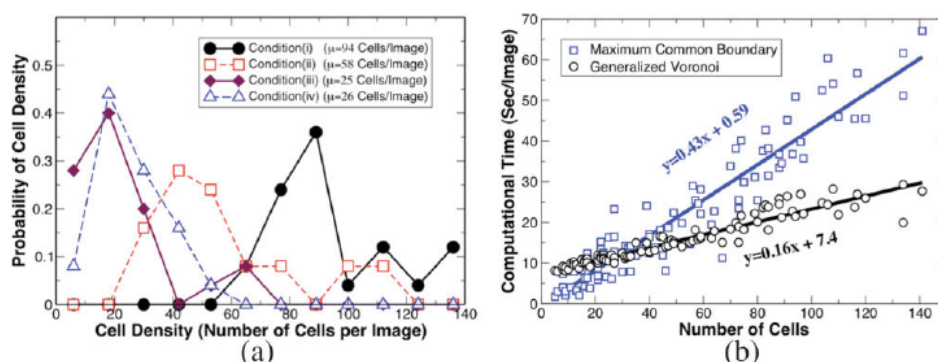 Probability of Cell Density
0.5
0.4
0.3
0.2
0.1
0
0 20 40 60 80 100 120 140
Cell Density (Number of Cells per Image)
Condition(i) (μ=94 Cells/Image)
Condition(ii) (μ=58 Cells/Image)
Condition(iii) (μ=25 Cells/Image)
Condition(iv) (μ=26 Cells/Image)
(a)
Computational Time (Sec/Image)
70
60
50
40
30
20
10
0
0 20 40 60 80 100 120 140
Number of Cells
Maximum Common Boundary
Generalized Voronoi
y=0.43x + 0.59
y=0.16x + 7.4
(b)